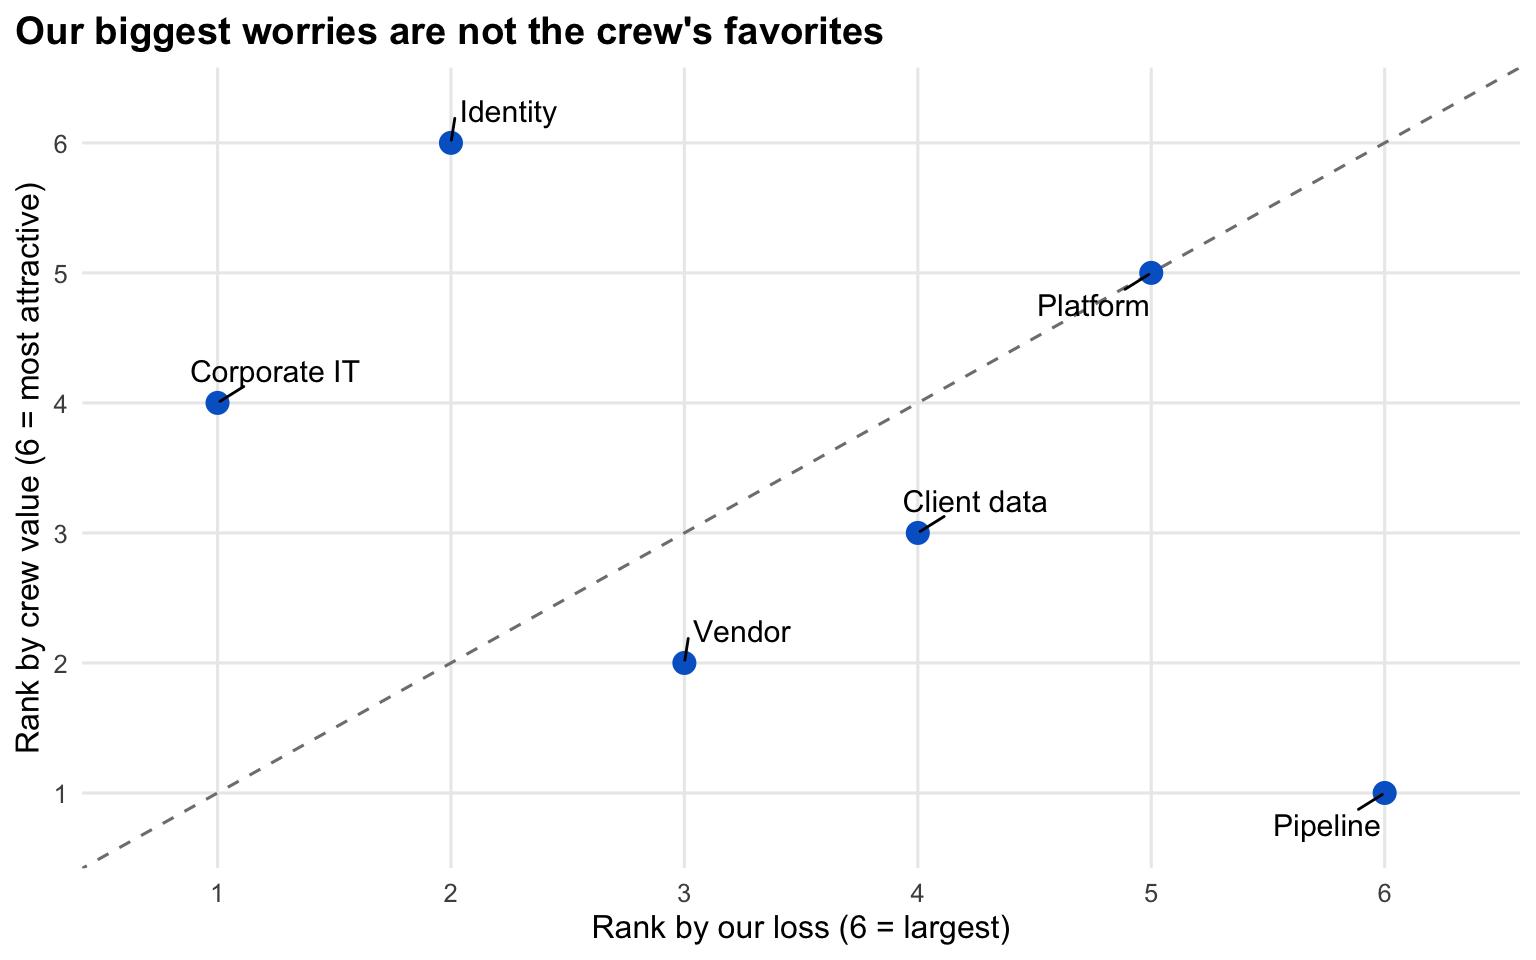 Our biggest worries are not the crew's favorites
Rank by crew value (6 = most attractive)
6
5
4
3
2
1
Identity
Platform
Corporate IT
Client data
Vendor
Pipeline
1
2
3
4
5
6
Rank by our loss (6 = largest)